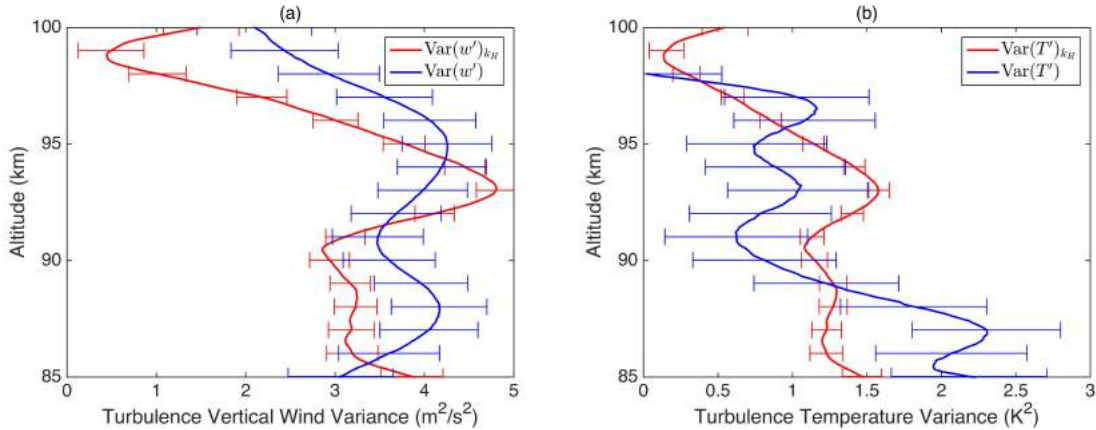 (a)
100
95
90
85
Altitude (km)
Var(w′)k_H
Var(w′)
0 1 2 3 4 5
Turbulence Vertical Wind Variance (m²/s²)
(b)
100
95
90
85
Altitude (km)
Var(T′)k_H
Var(T′)
0 0.5 1 1.5 2 2.5 3
Turbulence Temperature Variance (K²)